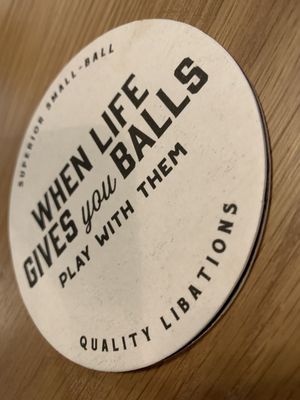 SUPERIOR SMALL-BALL
WHEN LIFE
GIVES you BALLS
PLAY WITH THEM
QUALITY LIBATIONS